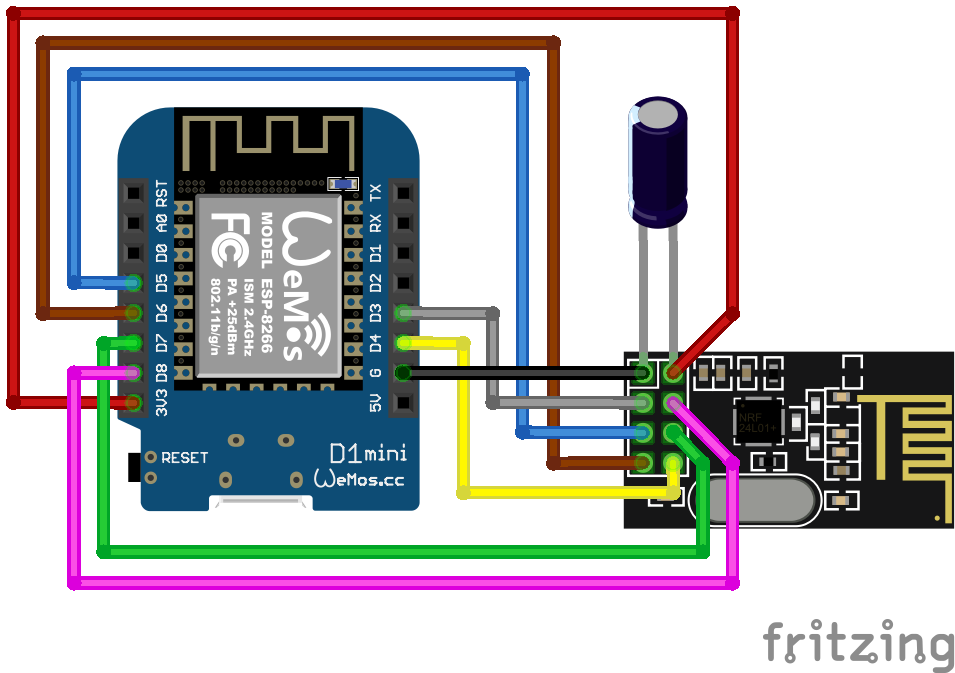 RST
A0
D0
D5
D6
D7
D8
3V3
TX
RX
D1
D2
D3
D4
G
5V
WeMos
MODEL ESP-8266
ISM 2.4GHz
PA +25dBm
802.11b/g/n
FC
RESET
D1mini
WeMos.cc
NRF
24L01+
fritzing